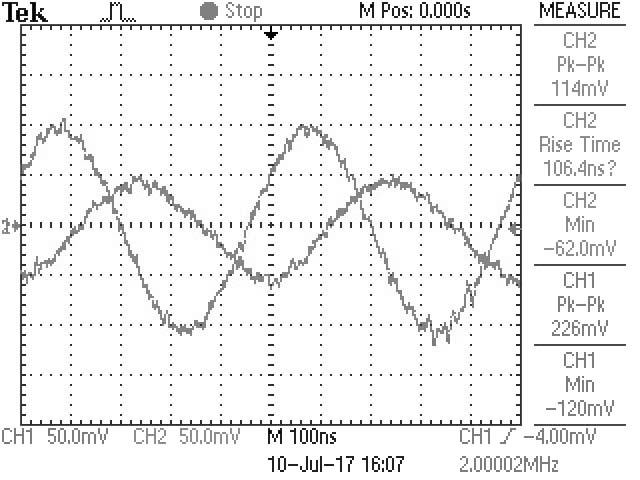 Tek Stop M Pos: 0.000s MEASURE
CH2
Pk-Pk
114mV
CH2
Rise Time
106.4ns?
CH2
Min
-62.0mV
CH1
Pk-Pk
226mV
CH1
Min
-120mV
2
CH1 50.0mV CH2 50.0mV M 100ns CH1 -4.00mV
10-Jul-17 16:07 2.00002MHz